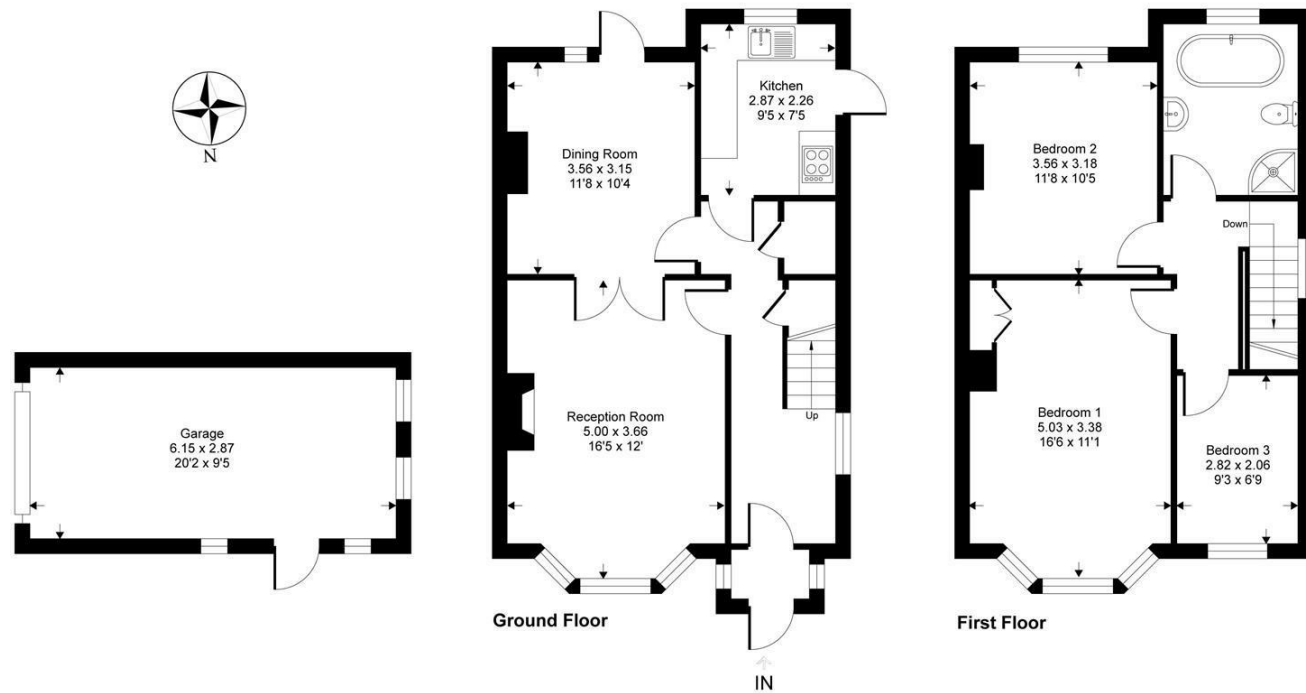 N
Garage
6.15 x 2.87
20'2 x 9'5
Kitchen
2.87 x 2.26
9'5 x 7'5
Dining Room
3.56 x 3.15
11'8 x 10'4
Reception Room
5.00 x 3.66
16'5 x 12'
Up
Ground Floor
IN
Bedroom 2
3.56 x 3.18
11'8 x 10'5
Down
Bedroom 1
5.03 x 3.38
16'6 x 11'1
Bedroom 3
2.82 x 2.06
9'3 x 6'9
First Floor